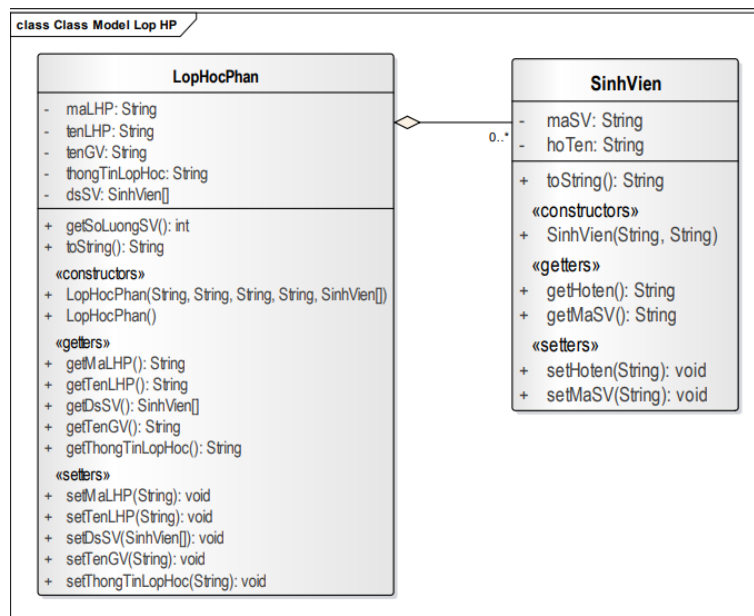 class Class Model Lop HP
LopHocPhan
- maLHP: String
- tenLHP: String
- tenGV: String
- thongTinLopHoc: String
- dsSV: SinhVien[]
+ getSoLuongSV(): int
+ toString(): String
«constructors»
+ LopHocPhan(String, String, String, String, SinhVien[])
+ LopHocPhan()
«getters»
+ getMaLHP(): String
+ getTenLHP(): String
+ getDsSV(): SinhVien[]
+ getTenGV(): String
+ getThongTinLopHoc(): String
«setters»
+ setMaLHP(String): void
+ setTenLHP(String): void
+ setDsSV(SinhVien[]): void
+ setTenGV(String): void
+ setThongTinLopHoc(String): void
0..*
SinhVien
- maSV: String
- hoTen: String
+ toString(): String
«constructors»
+ SinhVien(String, String)
«getters»
+ getHoten(): String
+ getMaSV(): String
«setters»
+ setHoten(String): void
+ setMaSV(String): void